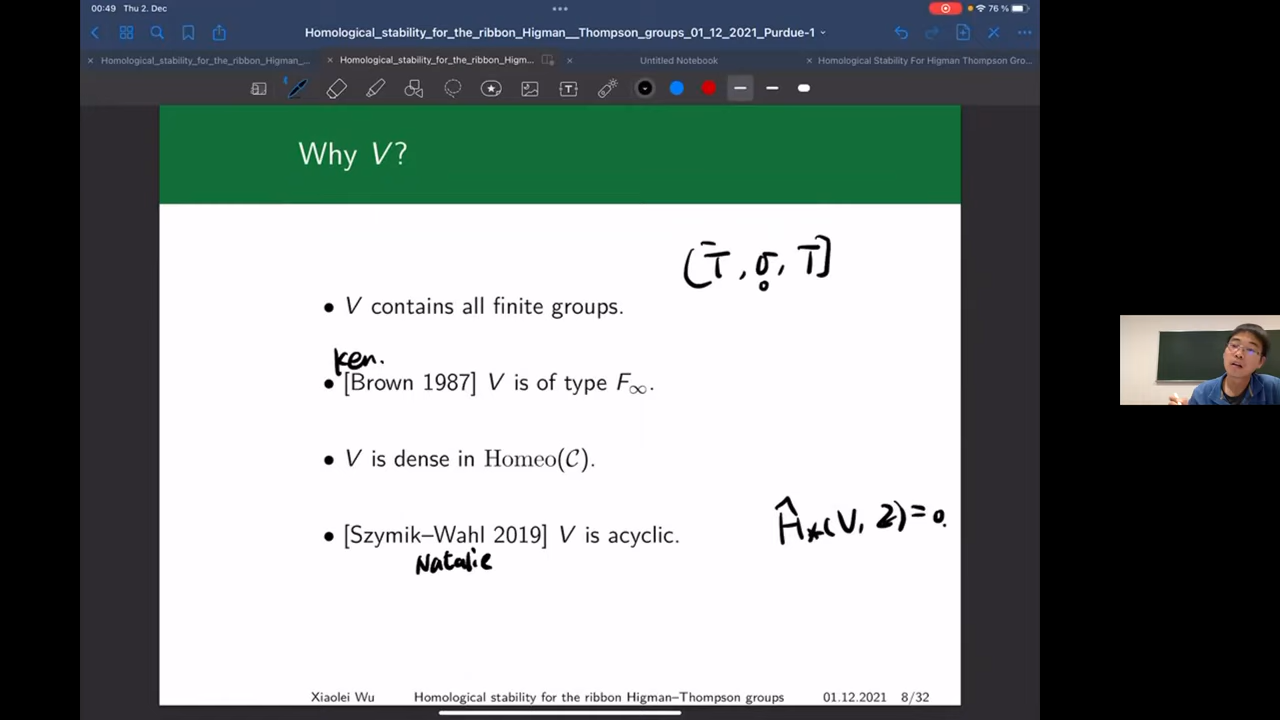 00:49 Thu 2. Dec
76 %
Homological_stability_for_the_ribbon_Higman__Thompson_groups_01_12_2021_Purdue-1
Homological_stability_for_the_ribbon_Higman_...
Homological_stability_for_the_ribbon_Higm...
Untitled Notebook
Homological Stability For Higman Thompson Gro...
Why V?
(T̄, σ, T]
• V contains all finite groups.
Ken.
• [Brown 1987] V is of type F∞.
• V is dense in Homeo(𝒞).
Ĥ*(V, Z) = 0.
• [Szymik–Wahl 2019] V is acyclic.
Natalie
Xiaolei Wu Homological stability for the ribbon Higman–Thompson groups 01.12.2021 8/32